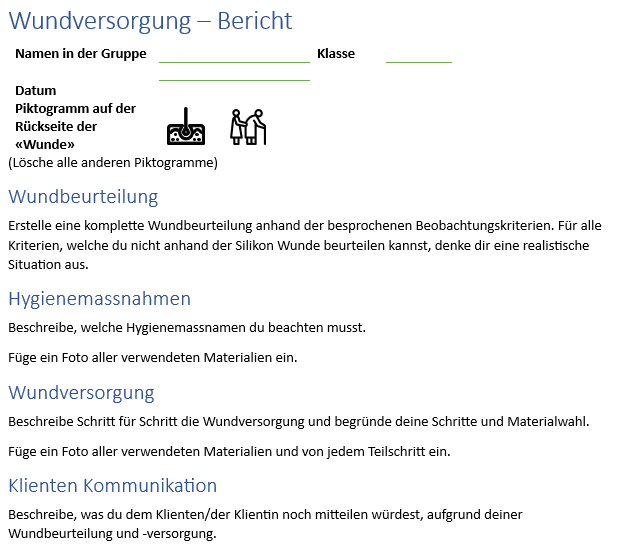 Wundversorgung – Bericht
Namen in der Gruppe Klasse
Datum
Piktogramm auf der
Rückseite der
«Wunde»
(Lösche alle anderen Piktogramme)
Wundbeurteilung
Erstelle eine komplette Wundbeurteilung anhand der besprochenen Beobachtungskriterien. Für alle
Kriterien, welche du nicht anhand der Silikon Wunde beurteilen kannst, denke dir eine realistische
Situation aus.
Hygienemassnahmen
Beschreibe, welche Hygienemassnamen du beachten musst.
Füge ein Foto aller verwendeten Materialien ein.
Wundversorgung
Beschreibe Schritt für Schritt die Wundversorgung und begründe deine Schritte und Materialwahl.
Füge ein Foto aller verwendeten Materialien und von jedem Teilschritt ein.
Klienten Kommunikation
Beschreibe, was du dem Klienten/der Klientin noch mitteilen würdest, aufgrund deiner
Wundbeurteilung und -versorgung.